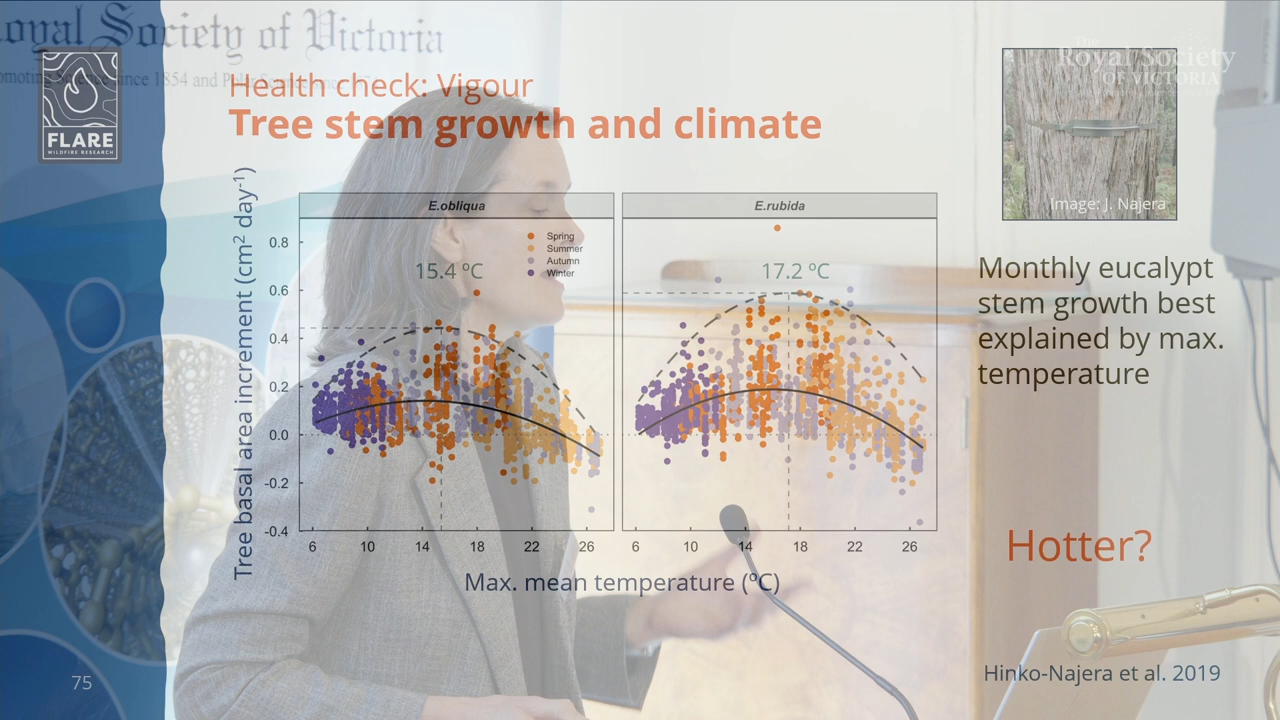 Royal Society of Victoria
Promoting Science since 1854 and
The
Royal Society
OF VICTORIA
FLARE
WILDFIRE RESEARCH
Health check: Vigour
Tree stem growth and climate
Image: J. Najera
Tree basal area increment (cm² day⁻¹)
E.obliqua
E.rubida
Spring
Summer
Autumn
Winter
15.4 ºC
17.2 ºC
0.8
0.6
0.4
0.2
0.0
-0.2
-0.4
6 10 14 18 22 26
6 10 14 18 22 26
Max. mean temperature (ºC)
Monthly eucalypt
stem growth best
explained by max.
temperature
Hotter?
Hinko-Najera et al. 2019
75